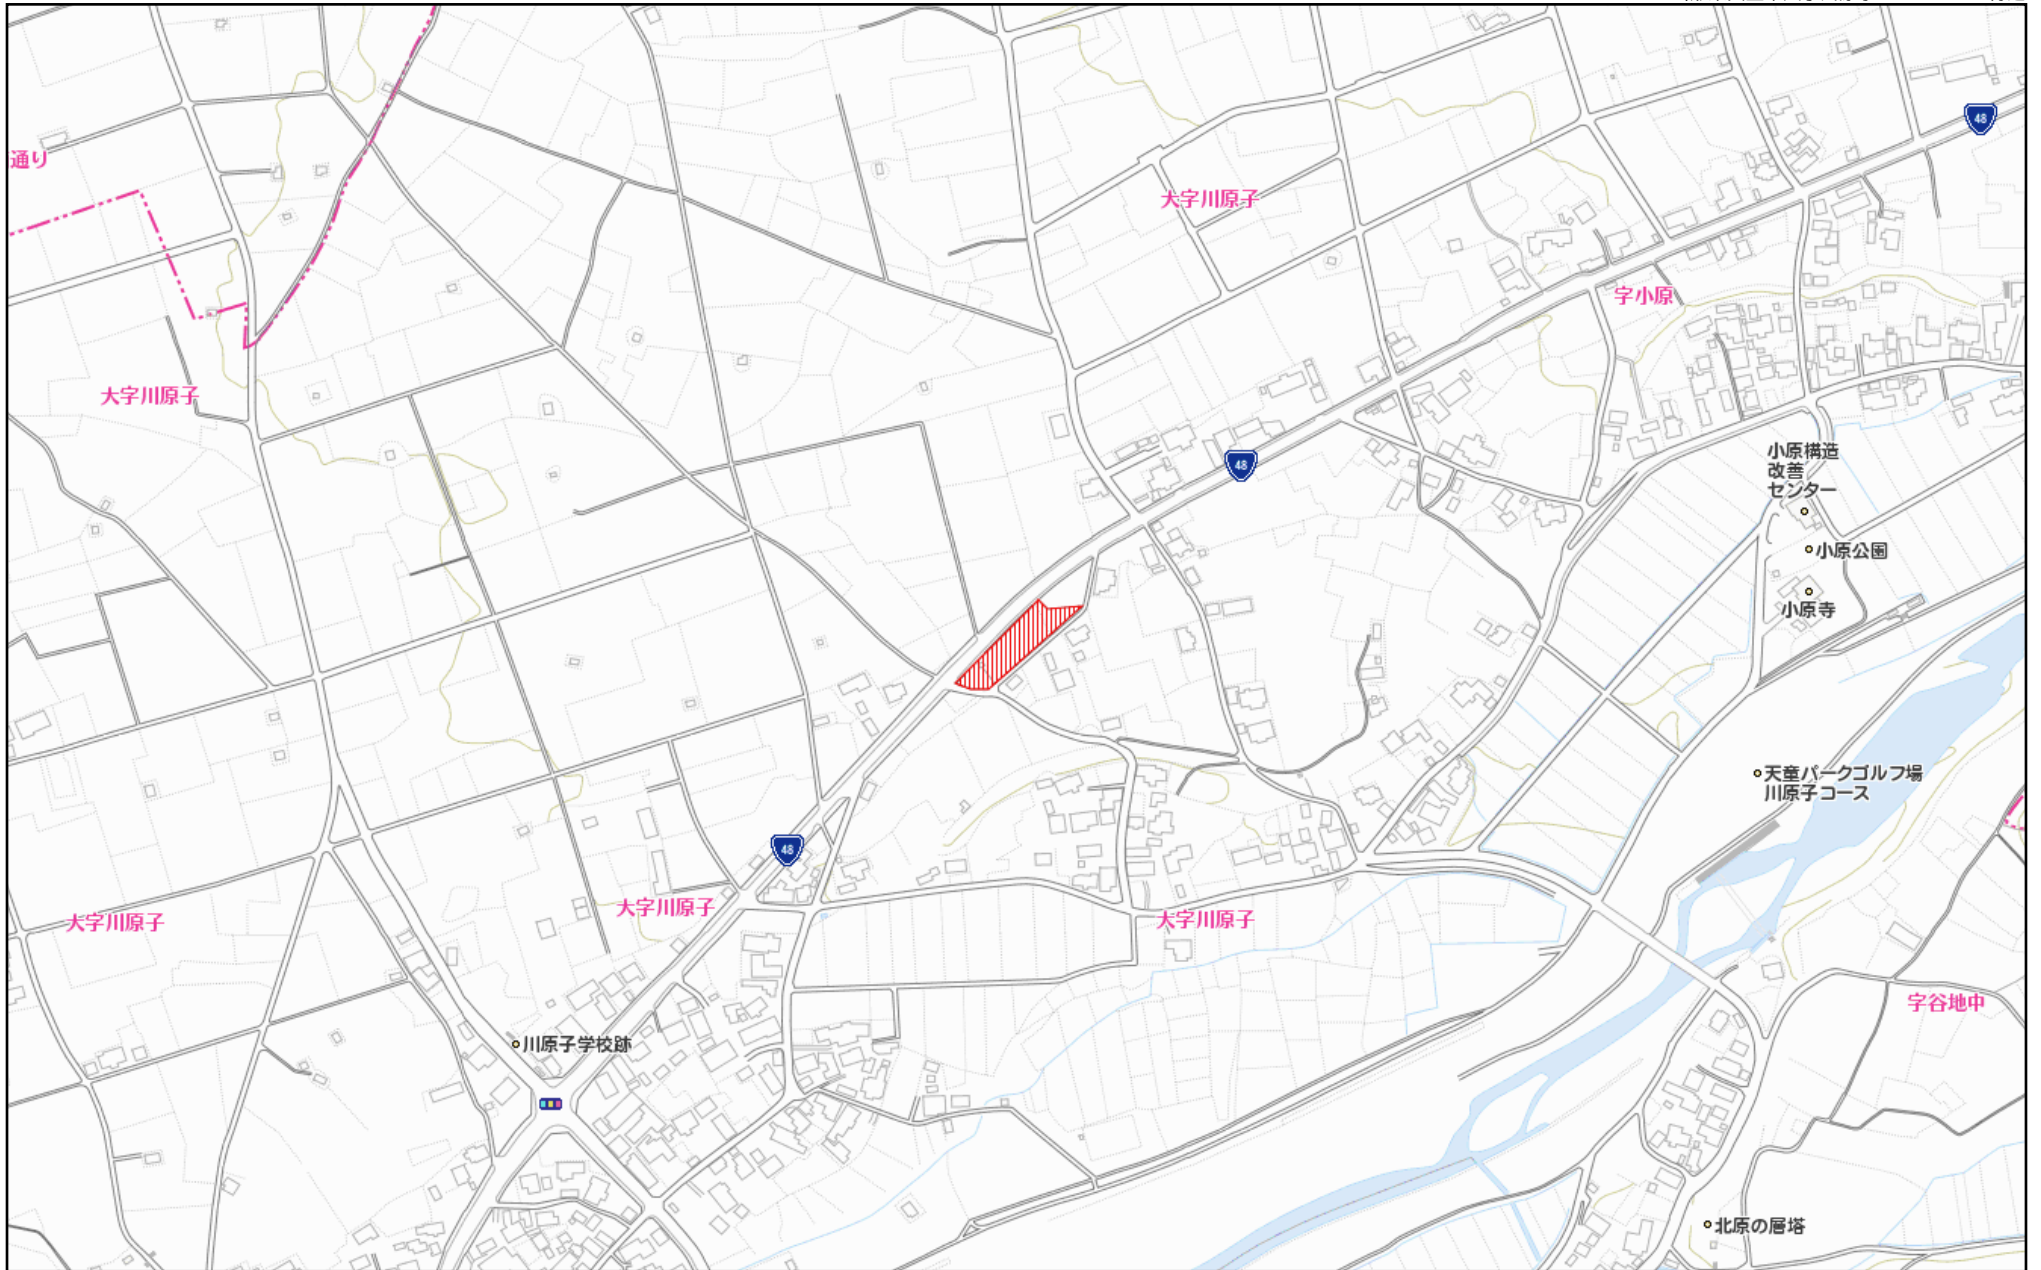 48
通り
大字川原子
字小原
大字川原子
小原構造
改善
センター
48
小原公園
小原寺
天童パークゴルフ場
川原子コース
48
大字川原子
大字川原子
大字川原子
字谷地中
川原子学校跡
北原の層塔